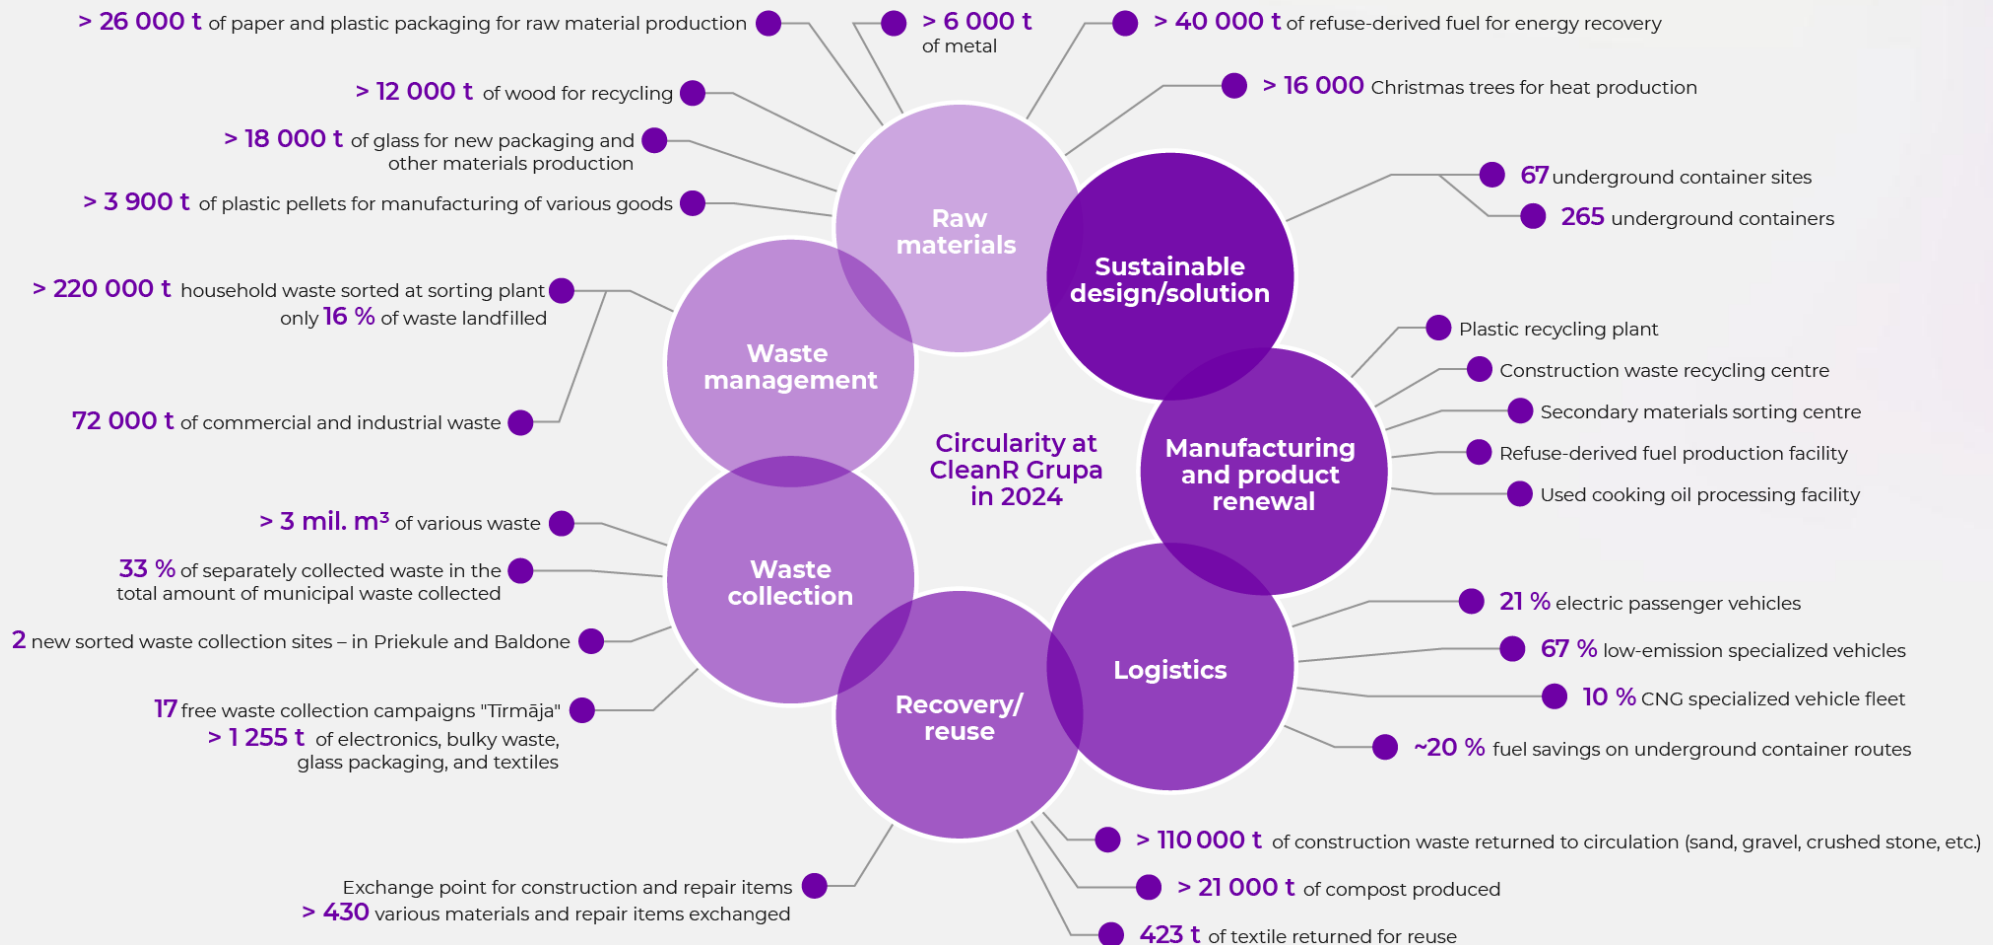 > 26 000 t of paper and plastic packaging for raw material production
> 6 000 t
of metal
> 40 000 t of refuse-derived fuel for energy recovery
> 12 000 t of wood for recycling
> 16 000 Christmas trees for heat production
> 18 000 t of glass for new packaging and
other materials production
> 3 900 t of plastic pellets for manufacturing of various goods
Raw
materials
67 underground container sites
265 underground containers
Sustainable
design/solution
> 220 000 t household waste sorted at sorting plant
only 16 % of waste landfilled
72 000 t of commercial and industrial waste
Waste
management
Plastic recycling plant
Construction waste recycling centre
Secondary materials sorting centre
Refuse-derived fuel production facility
Used cooking oil processing facility
Circularity at
CleanR Grupa
in 2024
Manufacturing
and product
renewal
> 3 mil. m³ of various waste
33 % of separately collected waste in the
total amount of municipal waste collected
2 new sorted waste collection sites – in Priekule and Baldone
17 free waste collection campaigns "Tīrmāja"
> 1 255 t of electronics, bulky waste,
glass packaging, and textiles
Waste
collection
21 % electric passenger vehicles
67 % low-emission specialized vehicles
10 % CNG specialized vehicle fleet
~20 % fuel savings on underground container routes
Logistics
Recovery/
reuse
Exchange point for construction and repair items
> 430 various materials and repair items exchanged
> 110 000 t of construction waste returned to circulation (sand, gravel, crushed stone, etc.)
> 21 000 t of compost produced
423 t of textile returned for reuse